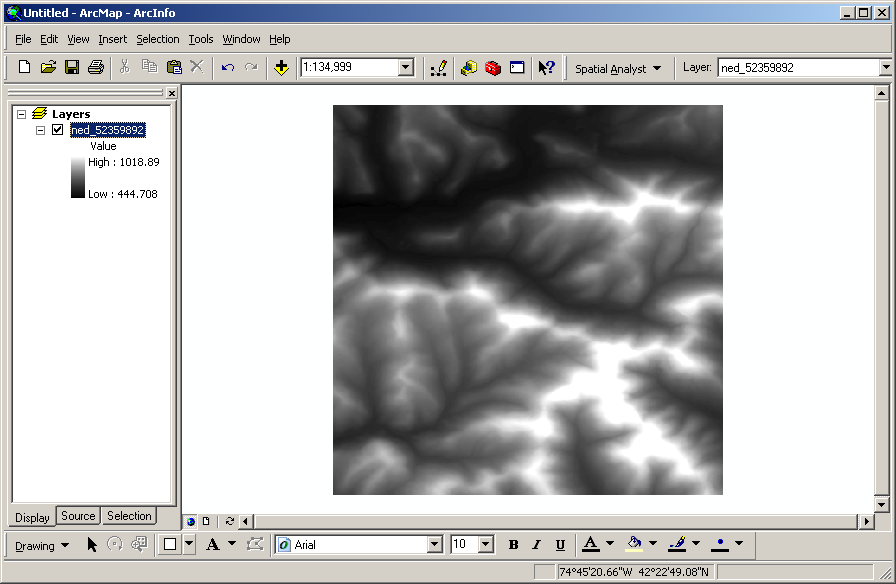 Untitled - ArcMap - ArcInfo
File Edit View Insert Selection Tools Window Help
1:134,999 Spatial Analyst Layer: ned_52359892
Layers
ned_52359892
Value
High : 1018.89
Low : 444.708
Display Source Selection
Drawing A Arial 10 B I U A
74°45'20.66"W 42°22'49.08"N